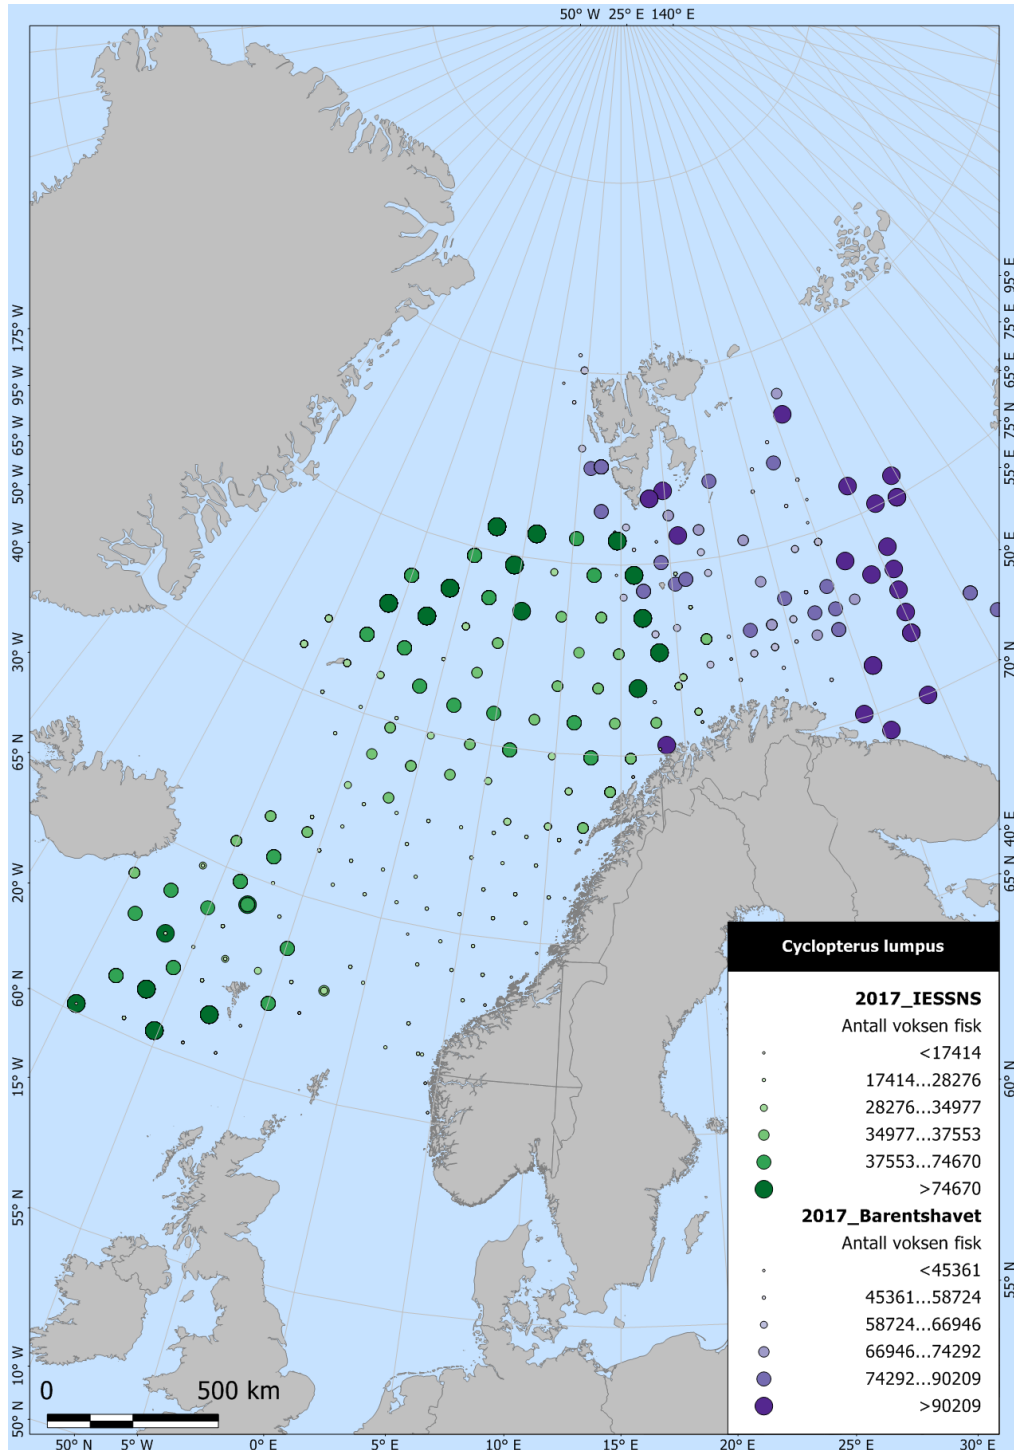 50° W 25° E 140° E
175° W
95° W
65° W
50° W
40° W
30° W
65° N
20° W
60° N
15° W
55° N
10° W
50° N
95° E
75° E
65° E
75° N
55° E
50° E
70° N
40° E
65° N
60° N
55° N
Cyclopterus lumpus
2017_IESSNS
Antall voksen fisk
<17414
17414...28276
28276...34977
34977...37553
37553...74670
>74670
2017_Barentshavet
Antall voksen fisk
<45361
45361...58724
58724...66946
66946...74292
74292...90209
>90209
0 500 km
50° N 5° W 0° E 5° E 10° E 15° E 20° E 25° E 30° E